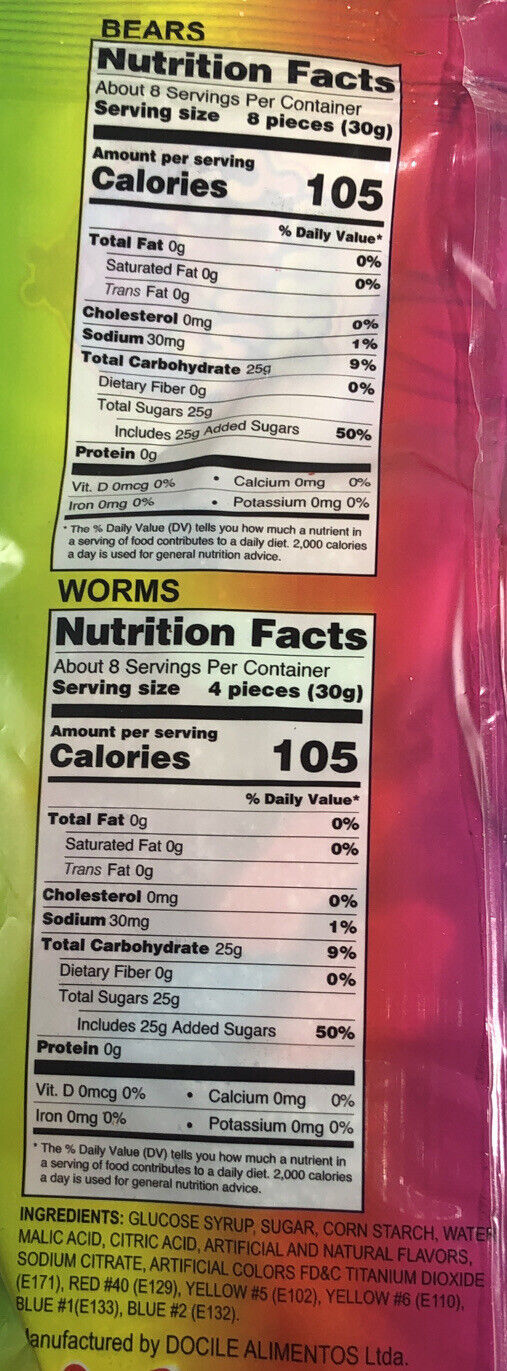 BEARS
Nutrition Facts
About 8 Servings Per Container
Serving size 8 pieces (30g)
Amount per serving
Calories 105
% Daily Value*
Total Fat 0g 0%
Saturated Fat 0g 0%
Trans Fat 0g
Cholesterol 0mg 0%
Sodium 30mg 1%
Total Carbohydrate 25g 9%
Dietary Fiber 0g 0%
Total Sugars 25g
Includes 25g Added Sugars 50%
Protein 0g
Vit. D 0mcg 0% • Calcium 0mg 0%
Iron 0mg 0% • Potassium 0mg 0%
* The % Daily Value (DV) tells you how much a nutrient in
a serving of food contributes to a daily diet. 2,000 calories
a day is used for general nutrition advice.
WORMS
Nutrition Facts
About 8 Servings Per Container
Serving size 4 pieces (30g)
Amount per serving
Calories 105
% Daily Value*
Total Fat 0g 0%
Saturated Fat 0g 0%
Trans Fat 0g
Cholesterol 0mg 0%
Sodium 30mg 1%
Total Carbohydrate 25g 9%
Dietary Fiber 0g 0%
Total Sugars 25g
Includes 25g Added Sugars 50%
Protein 0g
Vit. D 0mcg 0% • Calcium 0mg 0%
Iron 0mg 0% • Potassium 0mg 0%
* The % Daily Value (DV) tells you how much a nutrient in
a serving of food contributes to a daily diet. 2,000 calories
a day is used for general nutrition advice.
INGREDIENTS: GLUCOSE SYRUP, SUGAR, CORN STARCH, WATER
MALIC ACID, CITRIC ACID, ARTIFICIAL AND NATURAL FLAVORS,
SODIUM CITRATE, ARTIFICIAL COLORS FD&C TITANIUM DIOXIDE
(E171), RED #40 (E129), YELLOW #5 (E102), YELLOW #6 (E110),
BLUE #1(E133), BLUE #2 (E132).
anufactured by DOCILE ALIMENTOS Ltda.